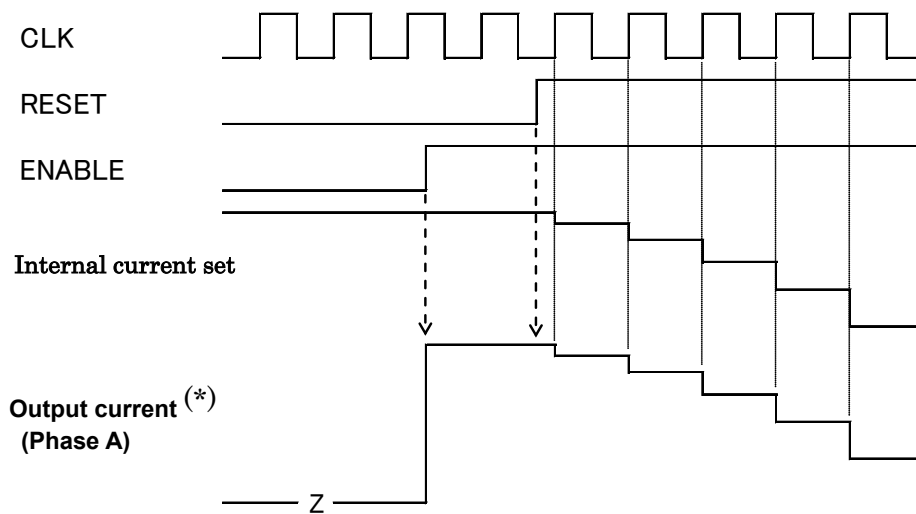 CLK
RESET
ENABLE
Internal current set
Output current (*)
(Phase A)
Z